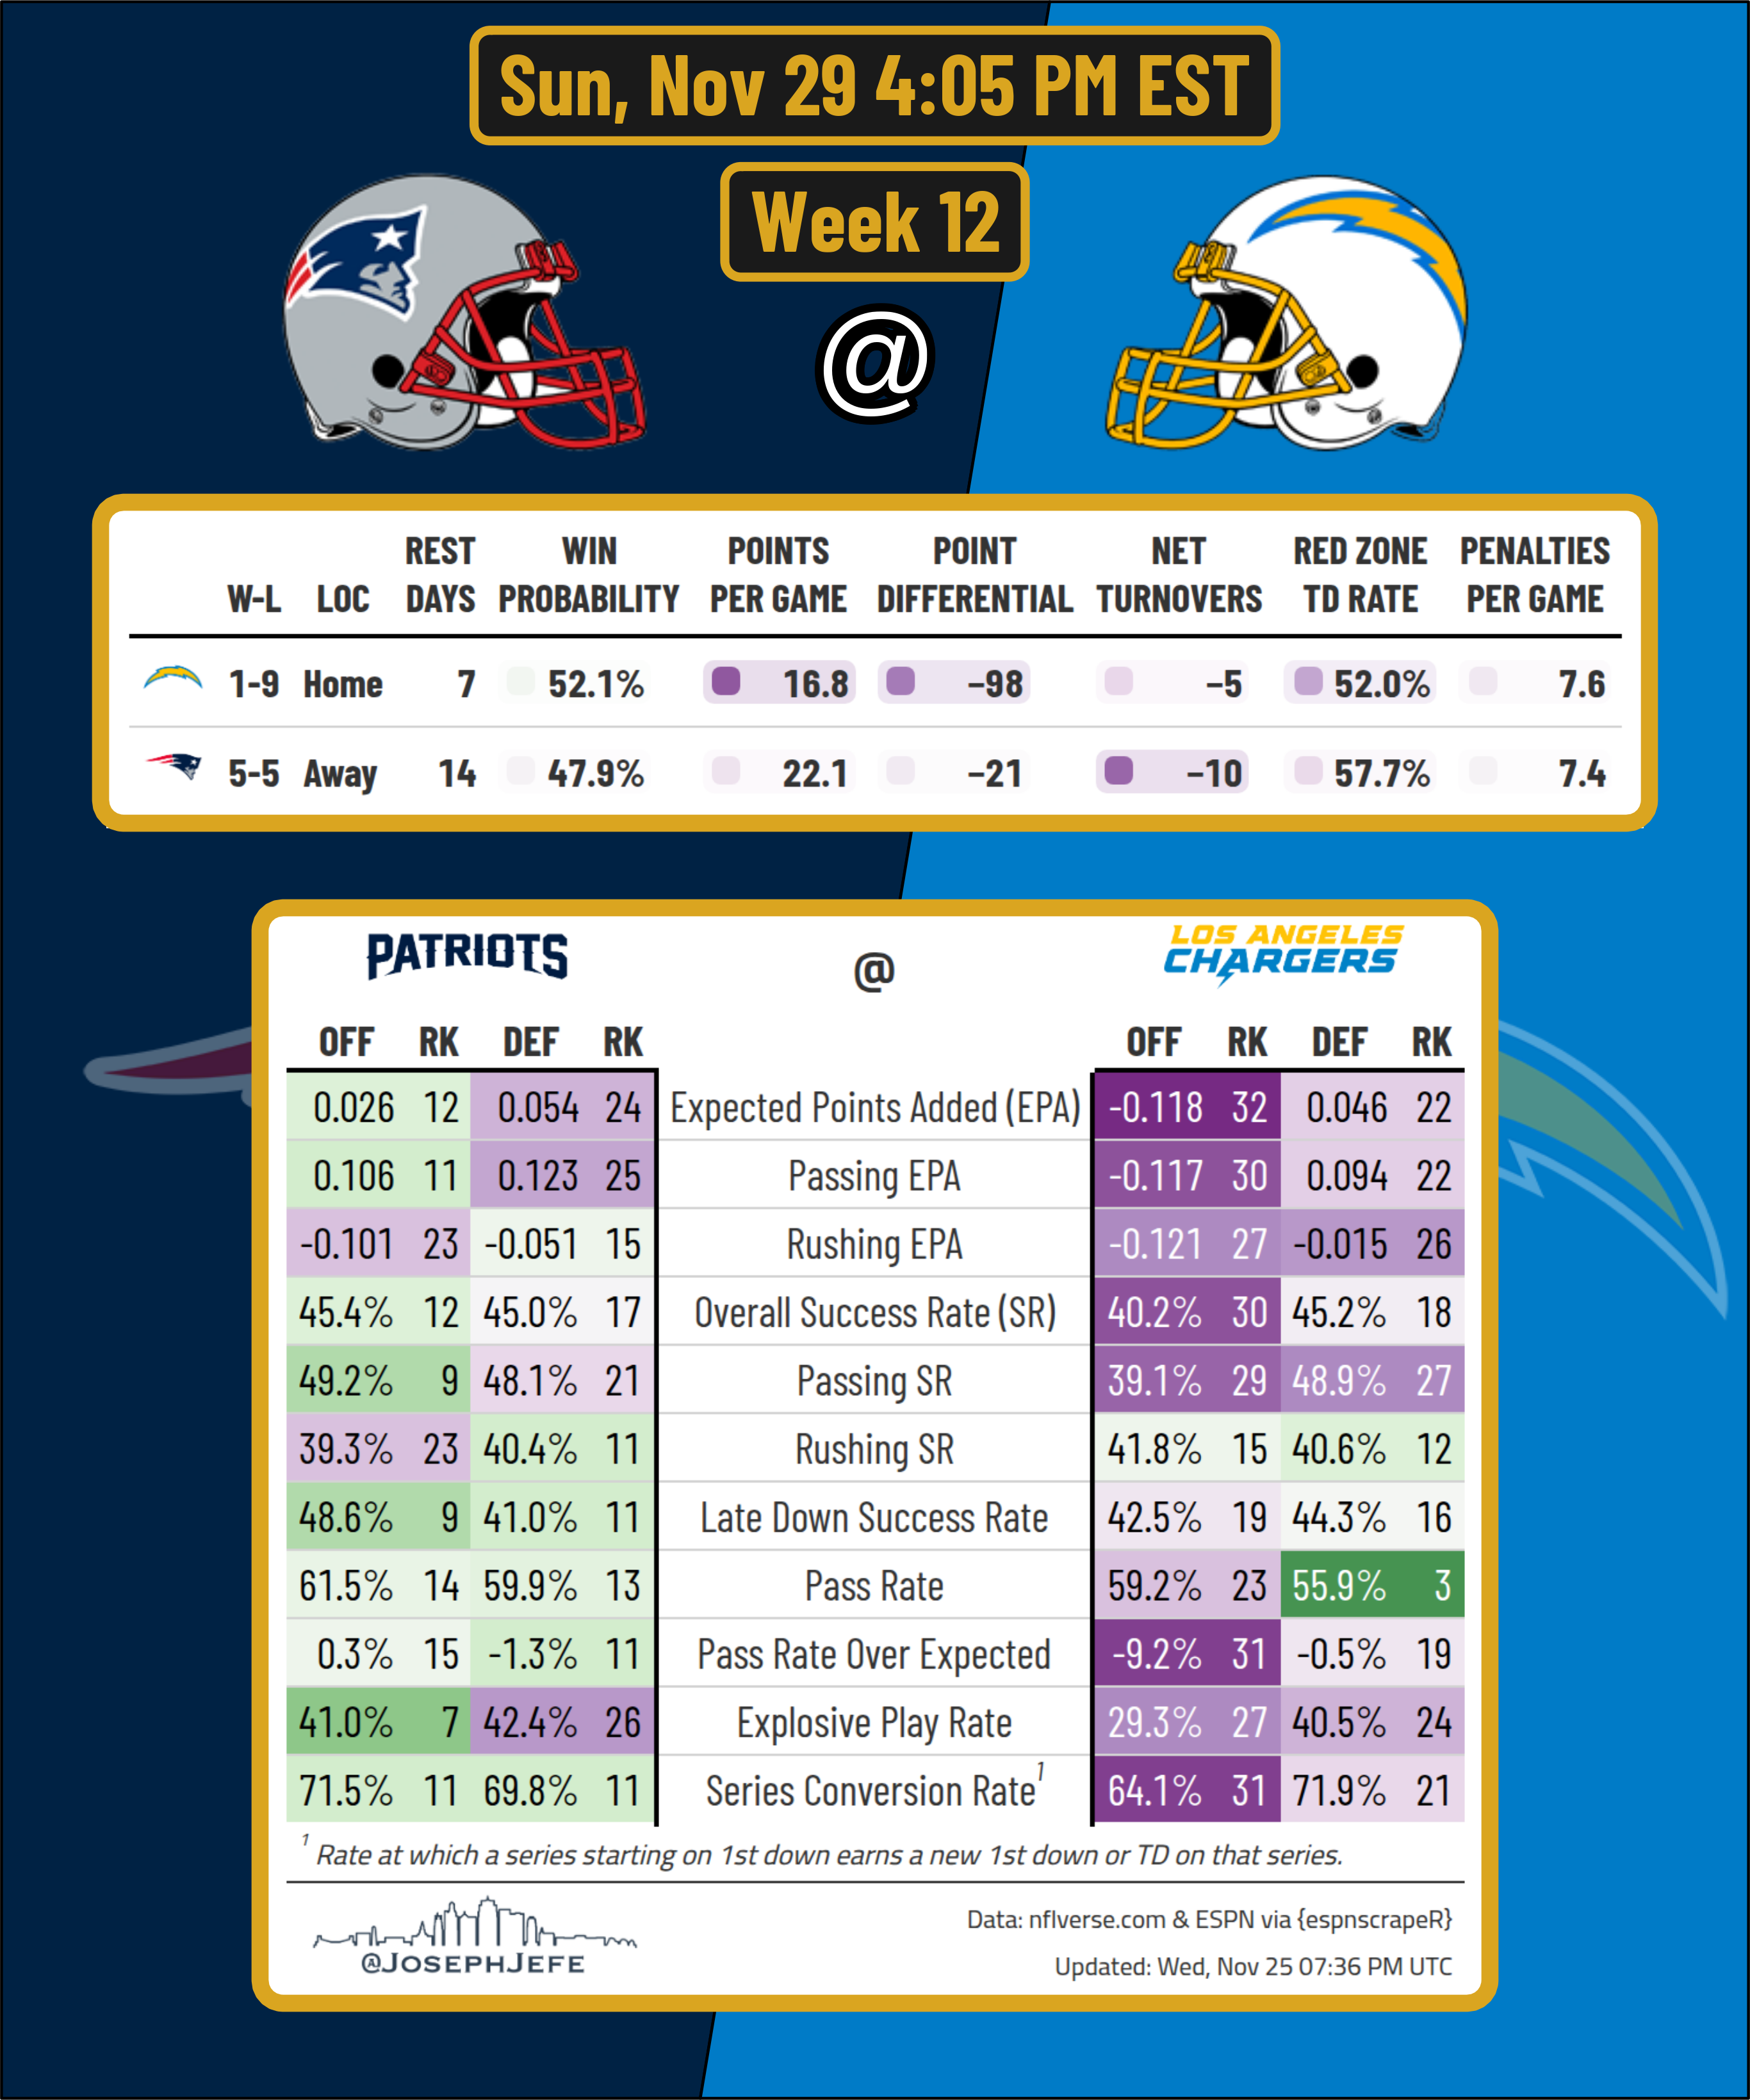 Sun, Nov 29 4:05 PM EST
Week 12
@
REST WIN POINTS POINT NET RED ZONE PENALTIES
W-L LOC DAYS PROBABILITY PER GAME DIFFERENTIAL TURNOVERS TD RATE PER GAME
1-9 Home 7 52.1% 16.8 −98 −5 52.0% 7.6
5-5 Away 14 47.9% 22.1 −21 −10 57.7% 7.4
PATRIOTS @ LOS ANGELES
CHARGERS
OFF RK DEF RK OFF RK DEF RK
0.026 12 0.054 24 Expected Points Added (EPA) -0.118 32 0.046 22
0.106 11 0.123 25 Passing EPA -0.117 30 0.094 22
-0.101 23 -0.051 15 Rushing EPA -0.121 27 -0.015 26
45.4% 12 45.0% 17 Overall Success Rate (SR) 40.2% 30 45.2% 18
49.2% 9 48.1% 21 Passing SR 39.1% 29 48.9% 27
39.3% 23 40.4% 11 Rushing SR 41.8% 15 40.6% 12
48.6% 9 41.0% 11 Late Down Success Rate 42.5% 19 44.3% 16
61.5% 14 59.9% 13 Pass Rate 59.2% 23 55.9% 3
0.3% 15 -1.3% 11 Pass Rate Over Expected -9.2% 31 -0.5% 19
41.0% 7 42.4% 26 Explosive Play Rate 29.3% 27 40.5% 24
71.5% 11 69.8% 11 Series Conversion Rate1 64.1% 31 71.9% 21
1 Rate at which a series starting on 1st down earns a new 1st down or TD on that series.
@JOSEPHJEFE
Data: nflverse.com & ESPN via {espnscrapeR}
Updated: Wed, Nov 25 07:36 PM UTC